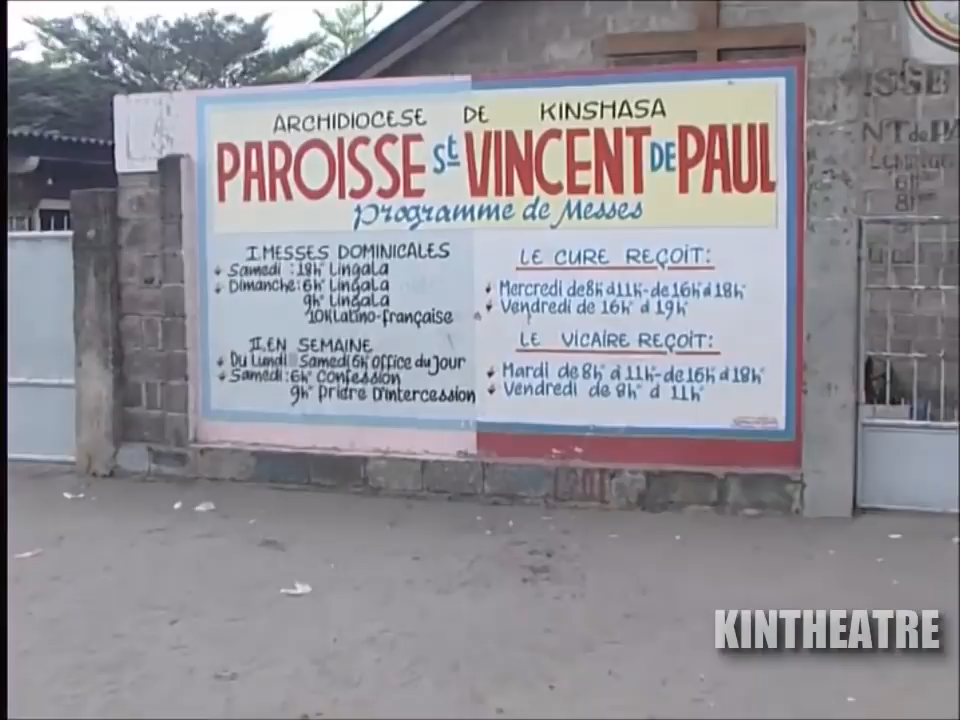 ARCHIDIOCESE DE KINSHASA
PAROISSE St VINCENT DE PAUL
Programme de Messes
I MESSES DOMINICALES
Samedi : 18h Lingala
Dimanche: 6h Lingala
9h Lingala
10h Latino-française
II. EN SEMAINE
Du Lundi Samedi 6h office du jour
Samedi : 6h Confession
9h Prière D'intercession
LE CURE REÇOIT:
Mercredi de 8h à 11h - de 16h à 18h
Vendredi de 16h à 19h
LE VICAIRE REÇOIT:
Mardi de 8h à 11h - de 16h à 18h
Vendredi de 8h à 11h
KINTHEATRE